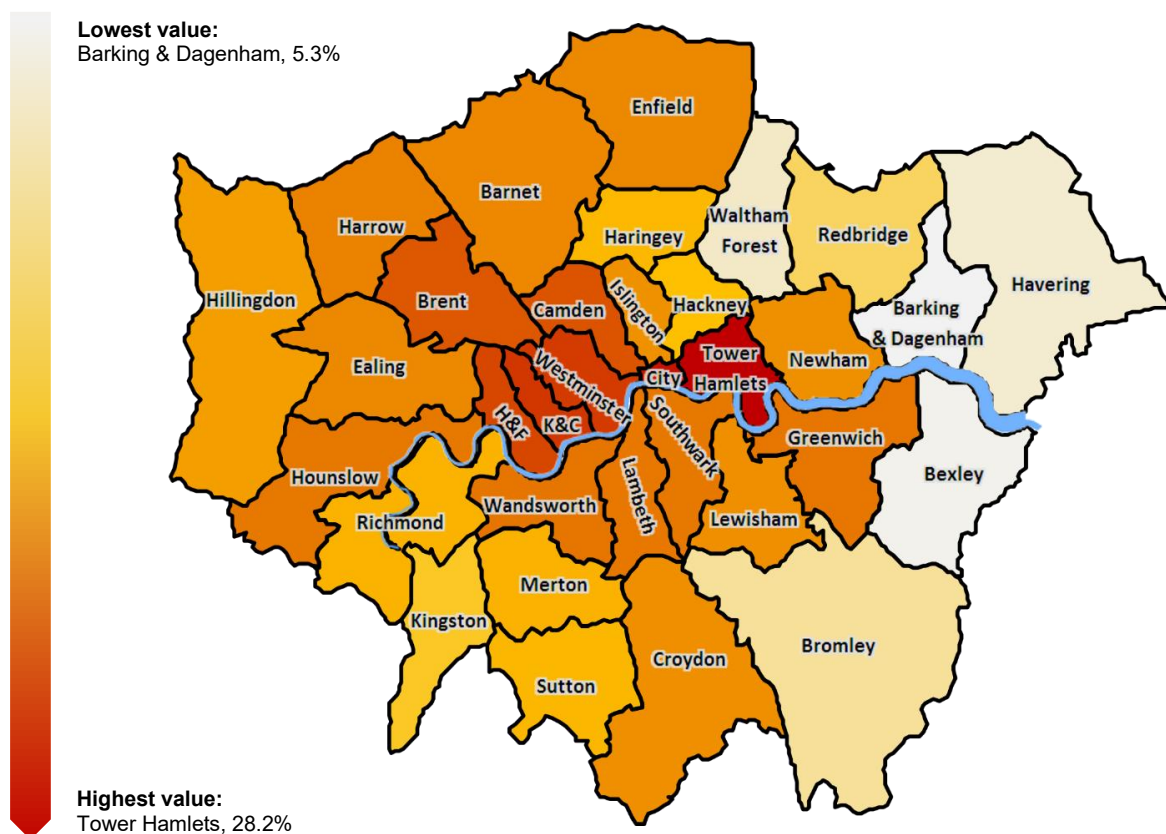 Lowest value:
Barking & Dagenham, 5.3%
Enfield
Barnet
Harrow
Haringey
Waltham
Forest
Redbridge
Havering
Hillingdon
Brent
Camden
Islington
Hackney
Barking
& Dagenham
Ealing
Westminster
City
Tower
Hamlets
Newham
H&F
K&C
Southwark
Greenwich
Hounslow
Bexley
Richmond
Wandsworth
Lambeth
Lewisham
Merton
Kingston
Bromley
Croydon
Sutton
Highest value:
Tower Hamlets, 28.2%